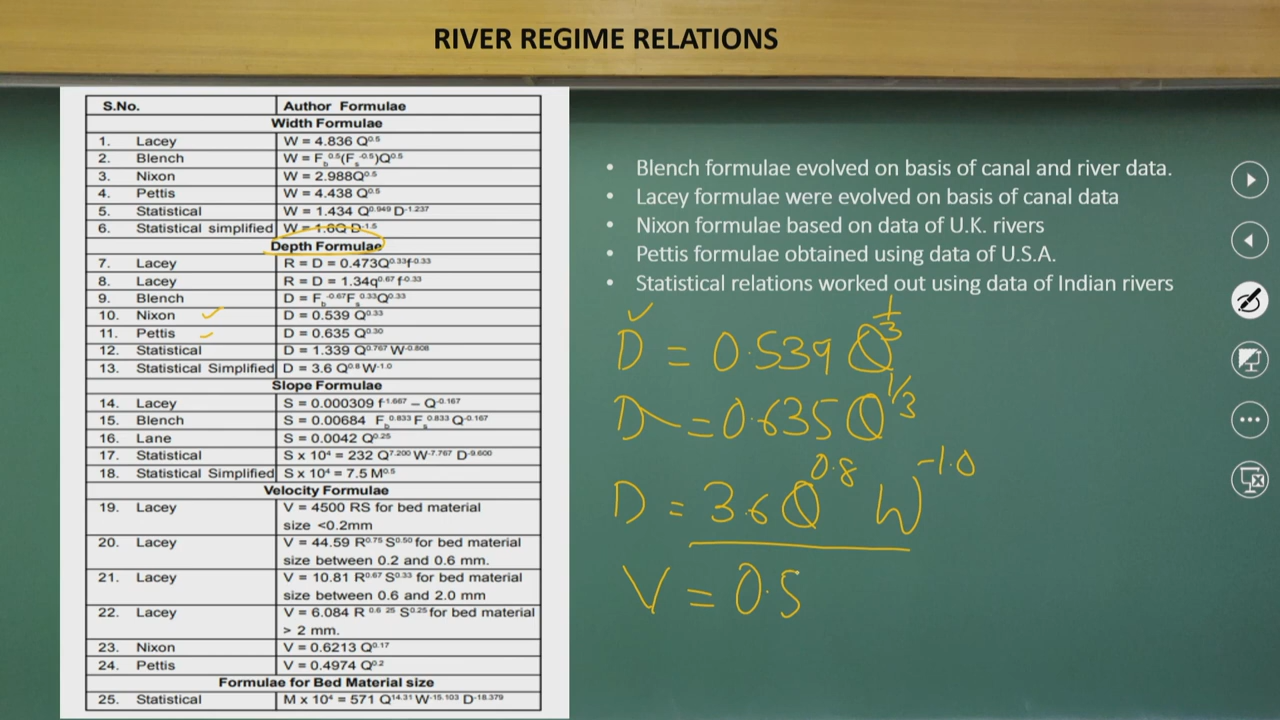 RIVER REGIME RELATIONS
S.No. Author Formulae
Width Formulae
1. Lacey W = 4.836 Q^0.5
2. Blench W = F_b^0.5(F_s^-0.5)Q^0.5
3. Nixon W = 2.988Q^0.5
4. Pettis W = 4.438 Q^0.5
5. Statistical W = 1.434 Q^0.949 D^-1.237
6. Statistical simplified W = 1.6Q D^-1.5
Depth Formulae
7. Lacey R = D = 0.473Q^0.33f^-0.33
8. Lacey R = D = 1.34q^0.67 f^-0.33
9. Blench D = F_b^-0.67F_s^0.33Q^0.33
10. Nixon D = 0.539 Q^0.33
11. Pettis D = 0.635 Q^0.30
12. Statistical D = 1.339 Q^0.767 W^-0.808
13. Statistical Simplified D = 3.6 Q^0.8 W^-1.0
Slope Formulae
14. Lacey S = 0.000309 f^1.667 – Q^-0.167
15. Blench S = 0.00684 F_b^0.833 F_s^0.833 Q^-0.167
16. Lane S = 0.0042 Q^0.25
17. Statistical S x 10⁴ = 232 Q^7.200 W^-7.767 D^-9.600
18. Statistical Simplified S x 10⁴ = 7.5 M^0.5
Velocity Formulae
19. Lacey V = 4500 RS for bed material
size <0.2mm
20. Lacey V = 44.59 R^0.75 S^0.50 for bed material
size between 0.2 and 0.6 mm.
21. Lacey V = 10.81 R^0.67 S^0.33 for bed material
size between 0.6 and 2.0 mm
22. Lacey V = 6.084 R^0.6 25 S^0.25 for bed material
> 2 mm.
23. Nixon V = 0.6213 Q^0.17
24. Pettis V = 0.4974 Q^0.2
Formulae for Bed Material size
25. Statistical M x 10⁴ = 571 Q^14.31 W^-15.103 D^-18.379
• Blench formulae evolved on basis of canal and river data.
• Lacey formulae were evolved on basis of canal data
• Nixon formulae based on data of U.K. rivers
• Pettis formulae obtained using data of U.S.A.
• Statistical relations worked out using data of Indian rivers
D = 0.539 Q^1/3
D = 0.635 Q^1/3
D = 3.6 Q^0.8 W^-1.0
V = 0.5